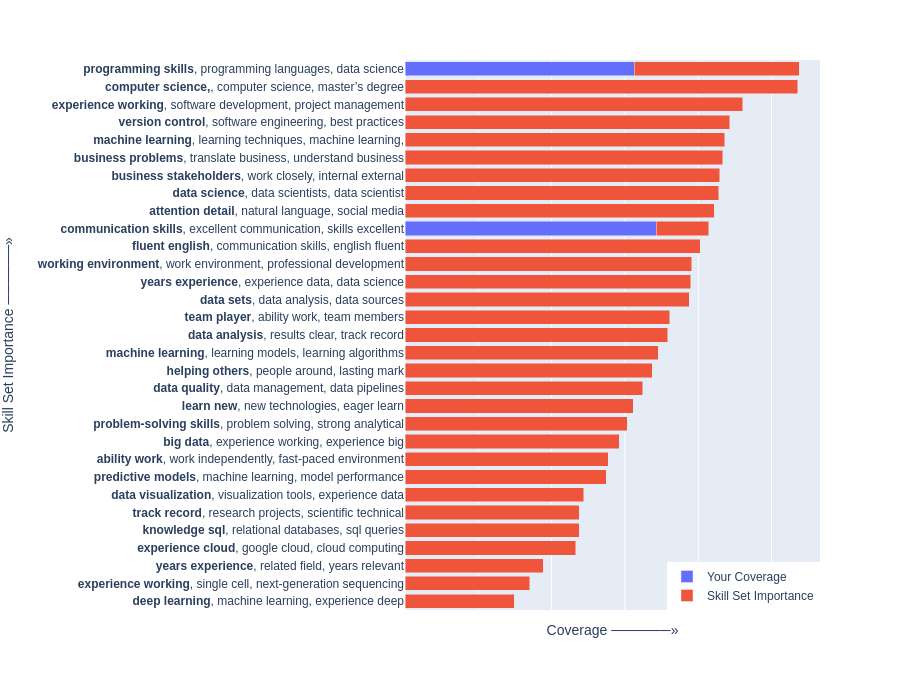 programming skills, programming languages, data science
computer science,, computer science, master’s degree
experience working, software development, project management
version control, software engineering, best practices
machine learning, learning techniques, machine learning,
business problems, translate business, understand business
business stakeholders, work closely, internal external
data science, data scientists, data scientist
attention detail, natural language, social media
communication skills, excellent communication, skills excellent
fluent english, communication skills, english fluent
working environment, work environment, professional development
years experience, experience data, data science
data sets, data analysis, data sources
team player, ability work, team members
data analysis, results clear, track record
machine learning, learning models, learning algorithms
helping others, people around, lasting mark
data quality, data management, data pipelines
learn new, new technologies, eager learn
problem-solving skills, problem solving, strong analytical
big data, experience working, experience big
ability work, work independently, fast-paced environment
predictive models, machine learning, model performance
data visualization, visualization tools, experience data
track record, research projects, scientific technical
knowledge sql, relational databases, sql queries
experience cloud, google cloud, cloud computing
years experience, related field, years relevant
experience working, single cell, next-generation sequencing
deep learning, machine learning, experience deep
Skill Set Importance ————–»
Your Coverage
Skill Set Importance
Coverage ————–»